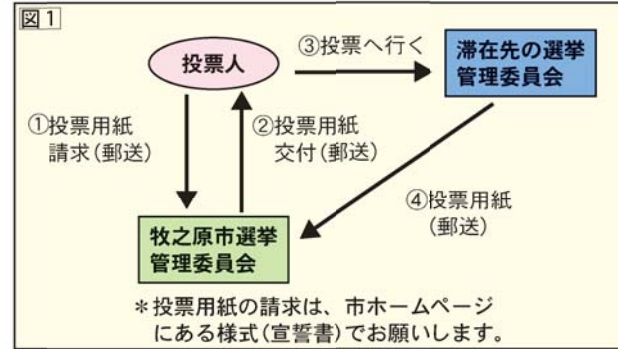 図1
③投票へ行く
投票人
滞在先の選挙
管理委員会
①投票用紙
請求(郵送)
②投票用紙
交付(郵送)
④投票用紙
(郵送)
牧之原市選挙
管理委員会
＊投票用紙の請求は、市ホームページ
にある様式(宣誓書)でお願いします。